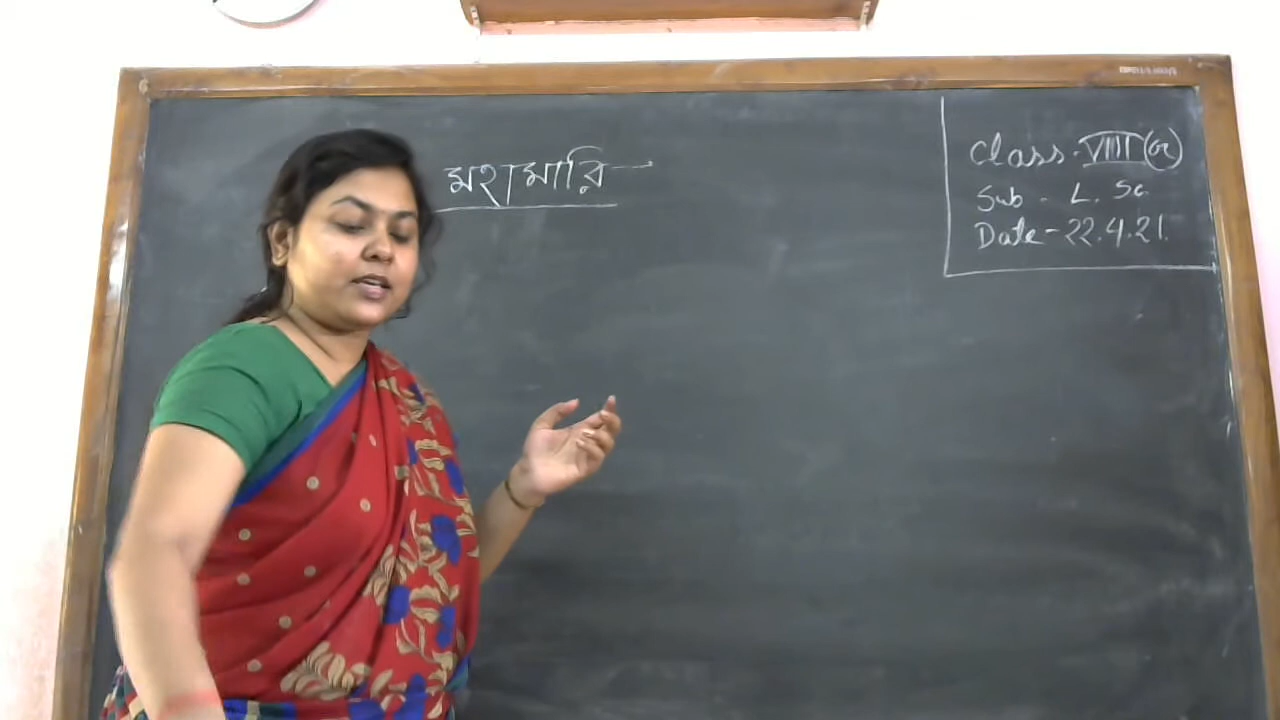 মহামারি —
Class - VIII (a)
Sub - L. Sc
Date - 22.4.21.